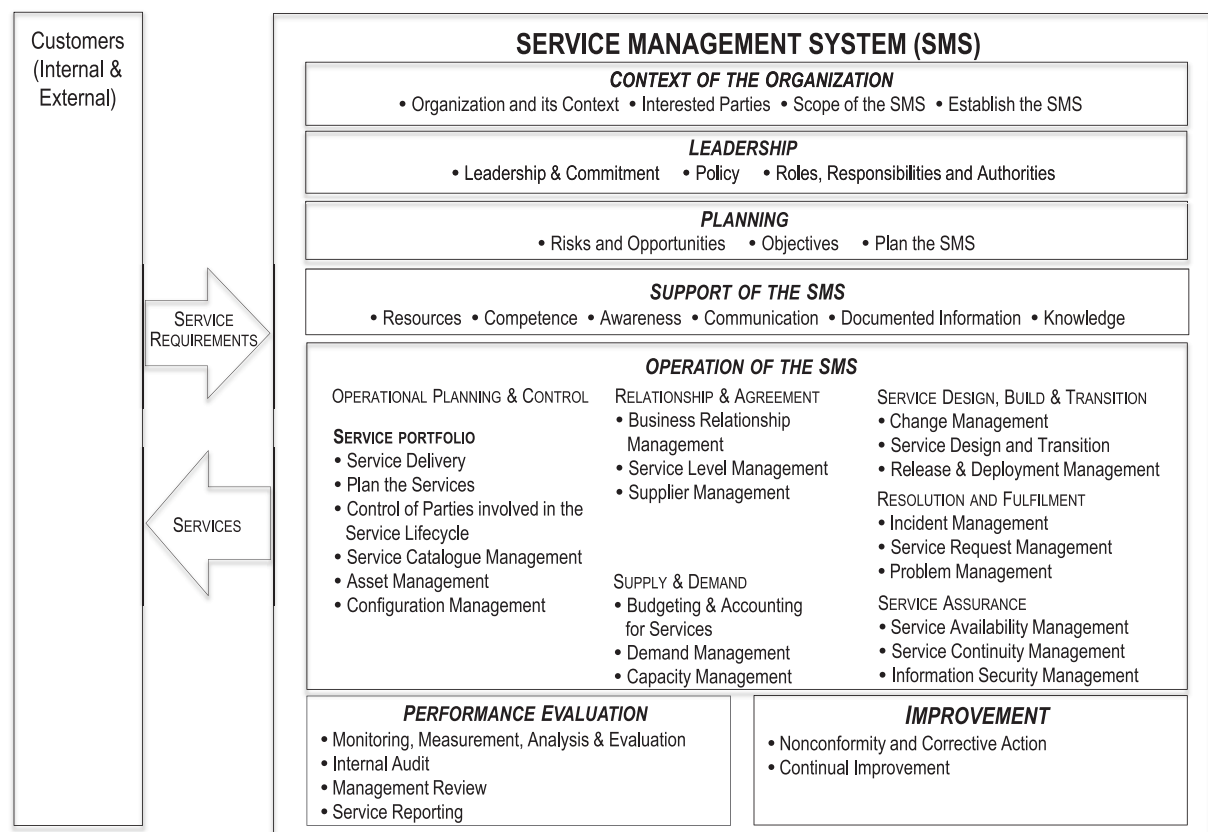 Customers
(Internal &
External)
SERVICE
REQUIREMENTS
SERVICES
SERVICE MANAGEMENT SYSTEM (SMS)
CONTEXT OF THE ORGANIZATION
• Organization and its Context • Interested Parties • Scope of the SMS • Establish the SMS
LEADERSHIP
• Leadership & Commitment • Policy • Roles, Responsibilities and Authorities
PLANNING
• Risks and Opportunities • Objectives • Plan the SMS
SUPPORT OF THE SMS
• Resources • Competence • Awareness • Communication • Documented Information • Knowledge
OPERATION OF THE SMS
OPERATIONAL PLANNING & CONTROL
SERVICE PORTFOLIO
• Service Delivery
• Plan the Services
• Control of Parties involved in the
Service Lifecycle
• Service Catalogue Management
• Asset Management
• Configuration Management
RELATIONSHIP & AGREEMENT
• Business Relationship
Management
• Service Level Management
• Supplier Management
SUPPLY & DEMAND
• Budgeting & Accounting
for Services
• Demand Management
• Capacity Management
SERVICE DESIGN, BUILD & TRANSITION
• Change Management
• Service Design and Transition
• Release & Deployment Management
RESOLUTION AND FULFILMENT
• Incident Management
• Service Request Management
• Problem Management
SERVICE ASSURANCE
• Service Availability Management
• Service Continuity Management
• Information Security Management
PERFORMANCE EVALUATION
• Monitoring, Measurement, Analysis & Evaluation
• Internal Audit
• Management Review
• Service Reporting
IMPROVEMENT
• Nonconformity and Corrective Action
• Continual Improvement